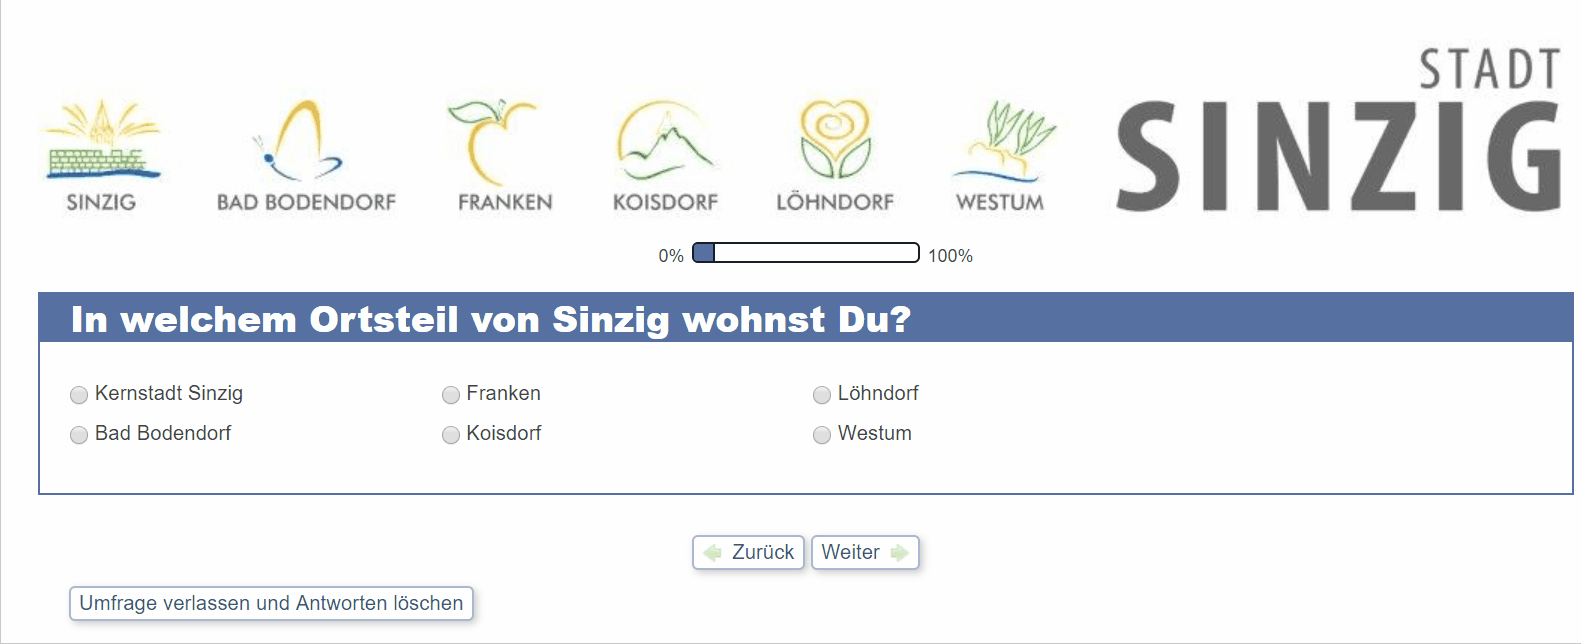 STADT
SINZIG
SINZIG BAD BODENDORF FRANKEN KOISDORF LÖHNDORF WESTUM
0% 100%
In welchem Ortsteil von Sinzig wohnst Du?
Kernstadt Sinzig Franken Löhndorf
Bad Bodendorf Koisdorf Westum
Zurück Weiter
Umfrage verlassen und Antworten löschen